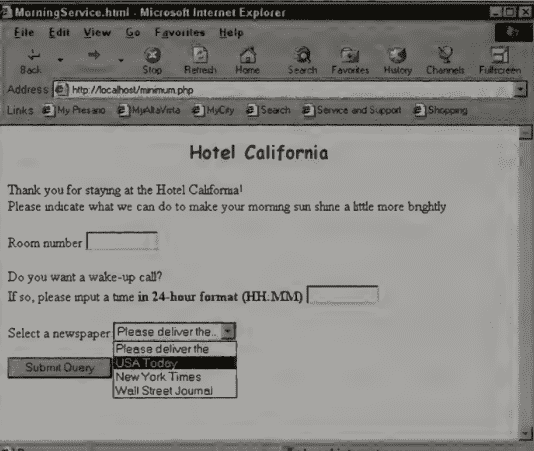 MorningService.html - Microsoft Internet Explorer
File Edit View Go Favorites Help
Back Stop Refresh Home Search Favorites History Channels Fullscreen
Address http://localhost/minimum.php
Links My Presario MyAltaVista MyCity Search Service and Support Shopping
Hotel California
Thank you for staying at the Hotel California!
Please indicate what we can do to make your morning sun shine a little more brightly
Room number
Do you want a wake-up call?
If so, please input a time in 24-hour format (HH.MM)
Select a newspaper: Please deliver the..
Please deliver the
USA Today
Submit Query
New York Times
Wall Street Journal